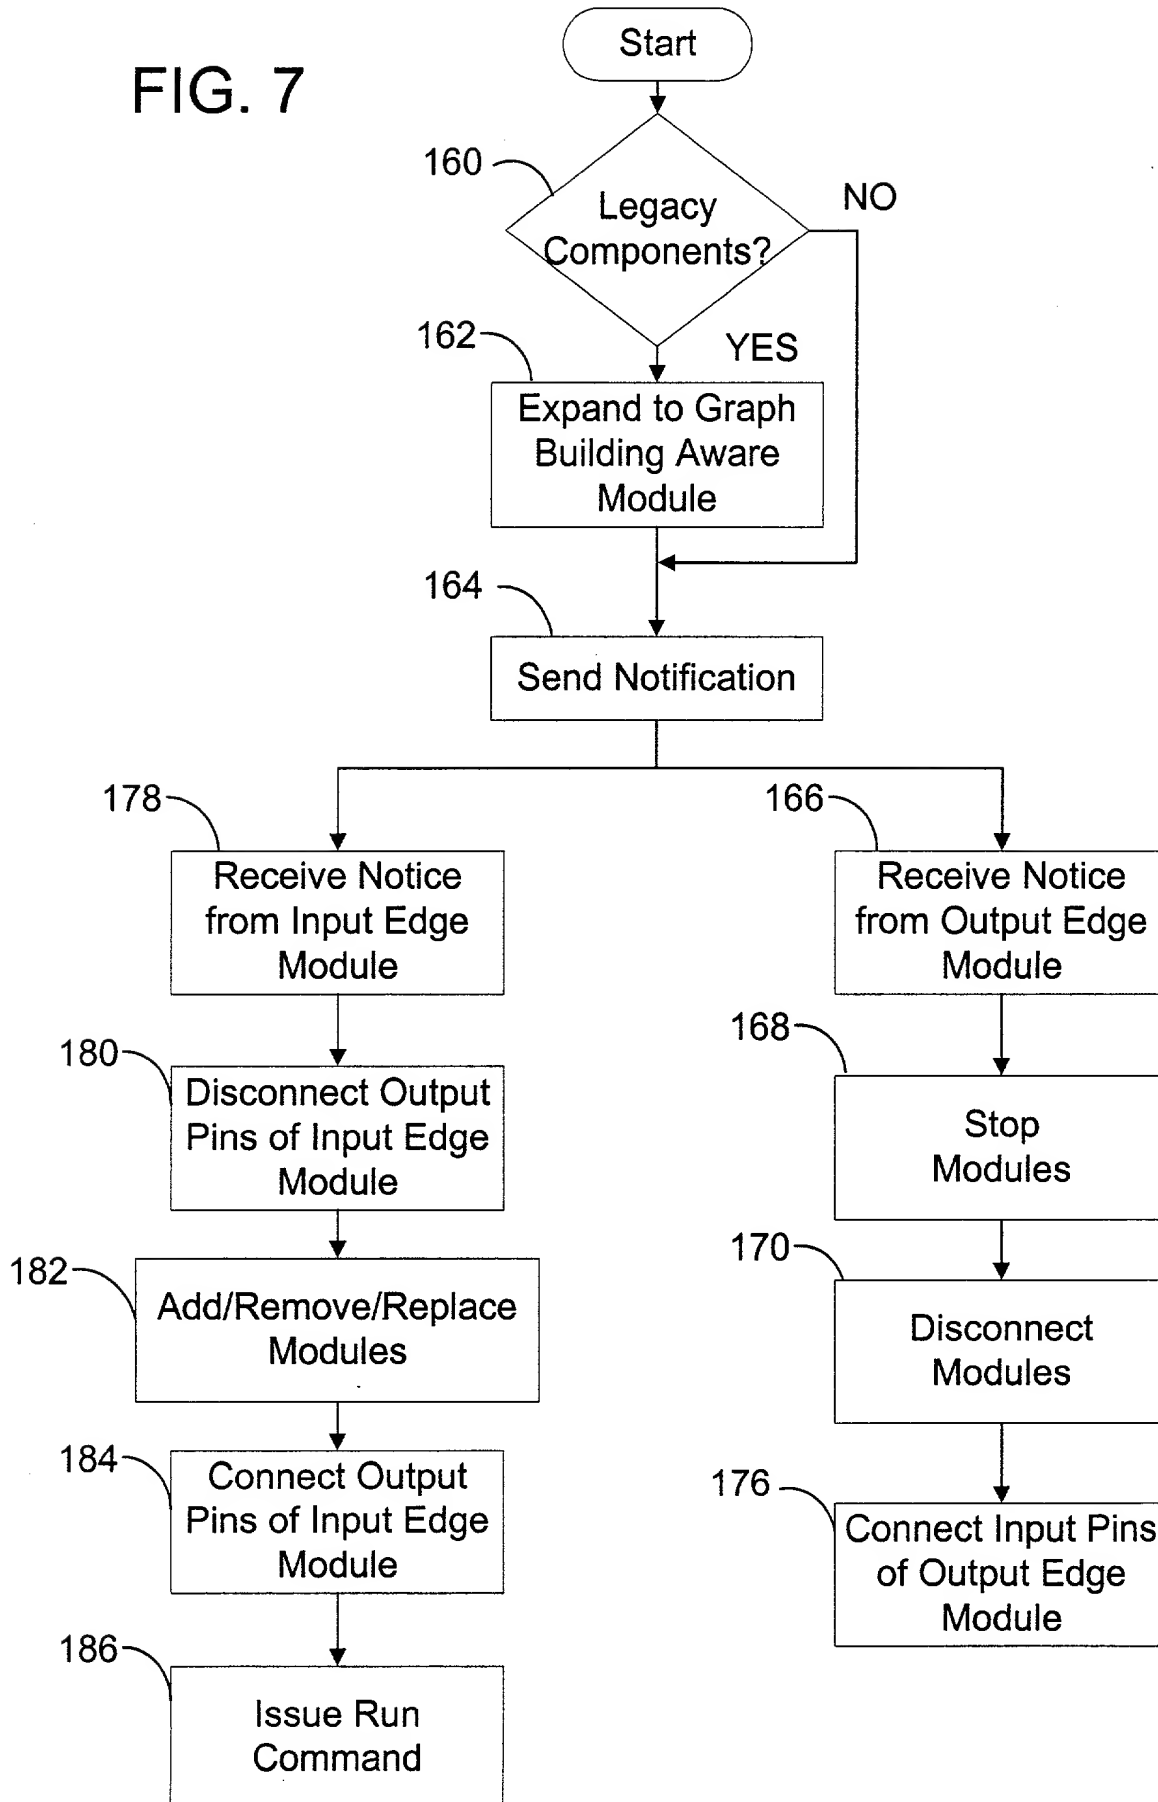 FIG. 7
Start
160
Legacy
Components?
NO
YES
162
Expand to Graph
Building Aware
Module
164
Send Notification
178
Receive Notice
from Input Edge
Module
180
Disconnect Output
Pins of Input Edge
Module
182
Add/Remove/Replace
Modules
184
Connect Output
Pins of Input Edge
Module
186
Issue Run
Command
166
Receive Notice
from Output Edge
Module
168
Stop
Modules
170
Disconnect
Modules
176
Connect Input Pins
of Output Edge
Module